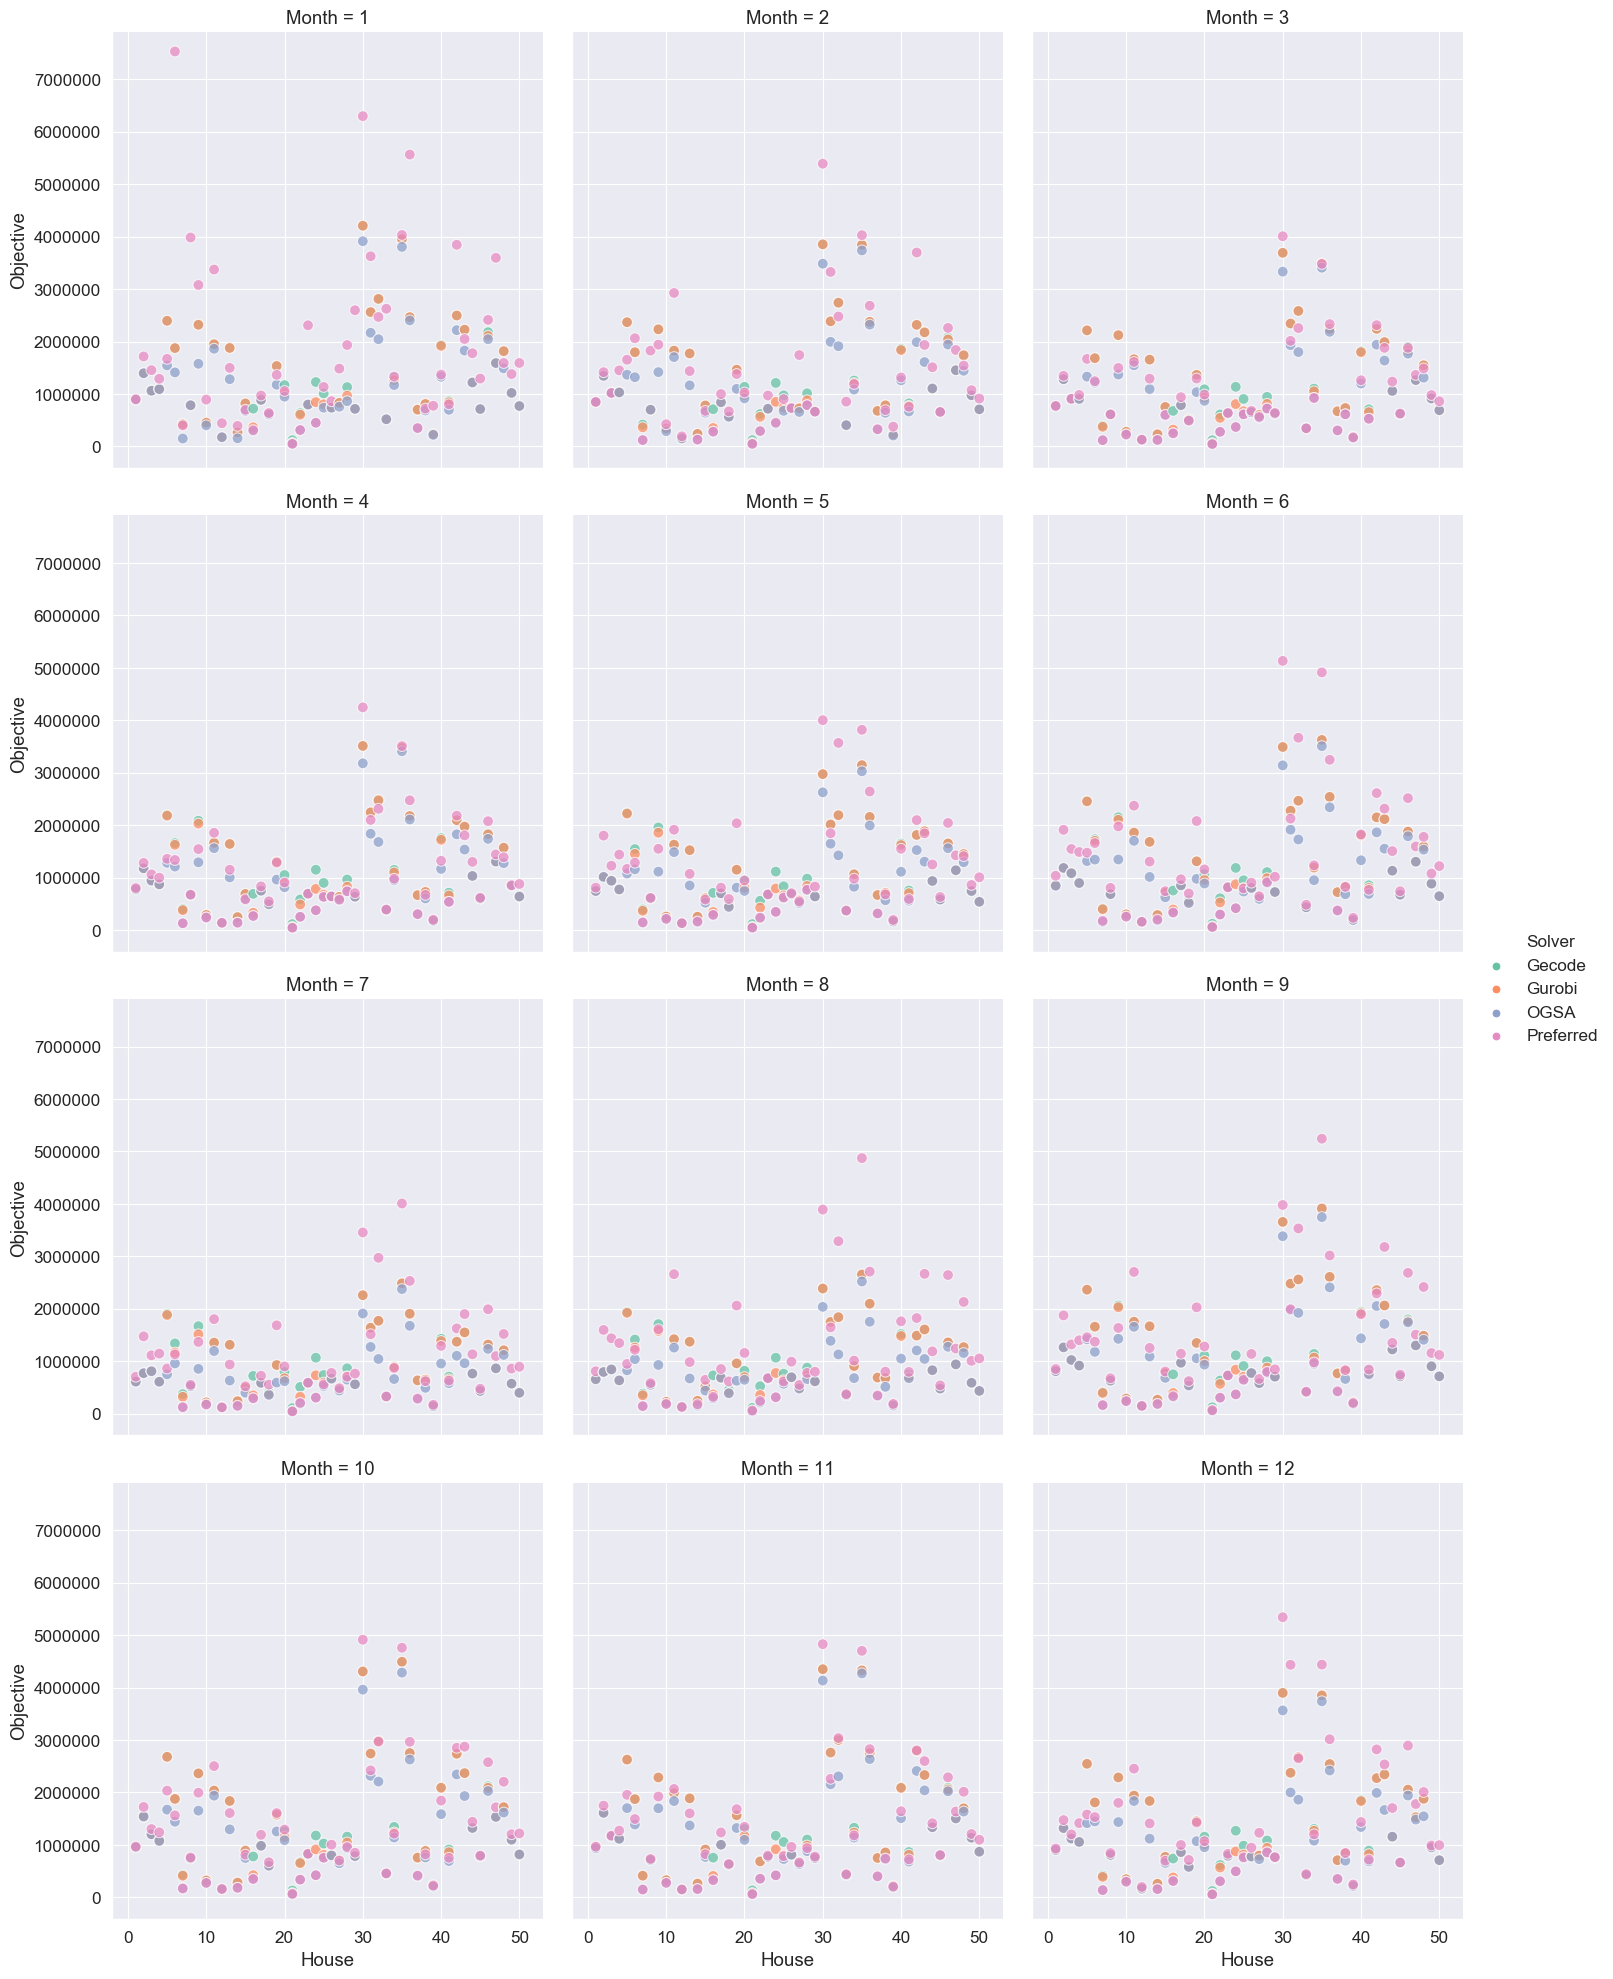 Month = 1
Month = 2
Month = 3
7000000
6000000
5000000
4000000
3000000
2000000
1000000
0
Objective
Month = 4
Month = 5
Month = 6
7000000
6000000
5000000
4000000
3000000
2000000
1000000
0
Objective
Solver
Gecode
Gurobi
OGSA
Preferred
Month = 7
Month = 8
Month = 9
7000000
6000000
5000000
4000000
3000000
2000000
1000000
0
Objective
Month = 10
Month = 11
Month = 12
7000000
6000000
5000000
4000000
3000000
2000000
1000000
0
Objective
0 10 20 30 40 50
0 10 20 30 40 50
0 10 20 30 40 50
House
House
House